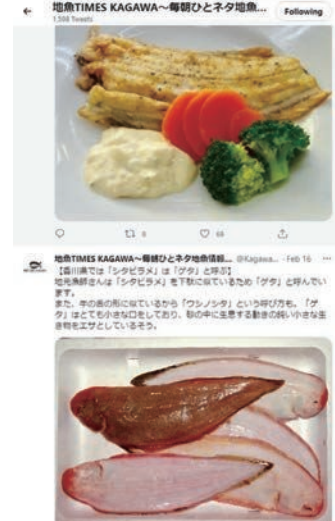 地魚TIMES KAGAWA～毎朝ひとネタ地魚...
Following
1,598 Tweets
8
68
地魚TIMES KAGAWA～毎朝ひとネタ地魚情報... @Kagawa... · Feb 16
【香川県では「シタビラメ」は「ゲタ」と呼ぶ】
地元漁師さんは「シタビラメ」を下駄に似ているため「ゲタ」と呼んでい
ます。
また、牛の舌の形に似ているから「ウシノシタ」という呼び方も。「ゲ
タ」はとても小さな口をしており、砂の中に生息する動きの鈍い小さな生
き物をエサとしているそう。